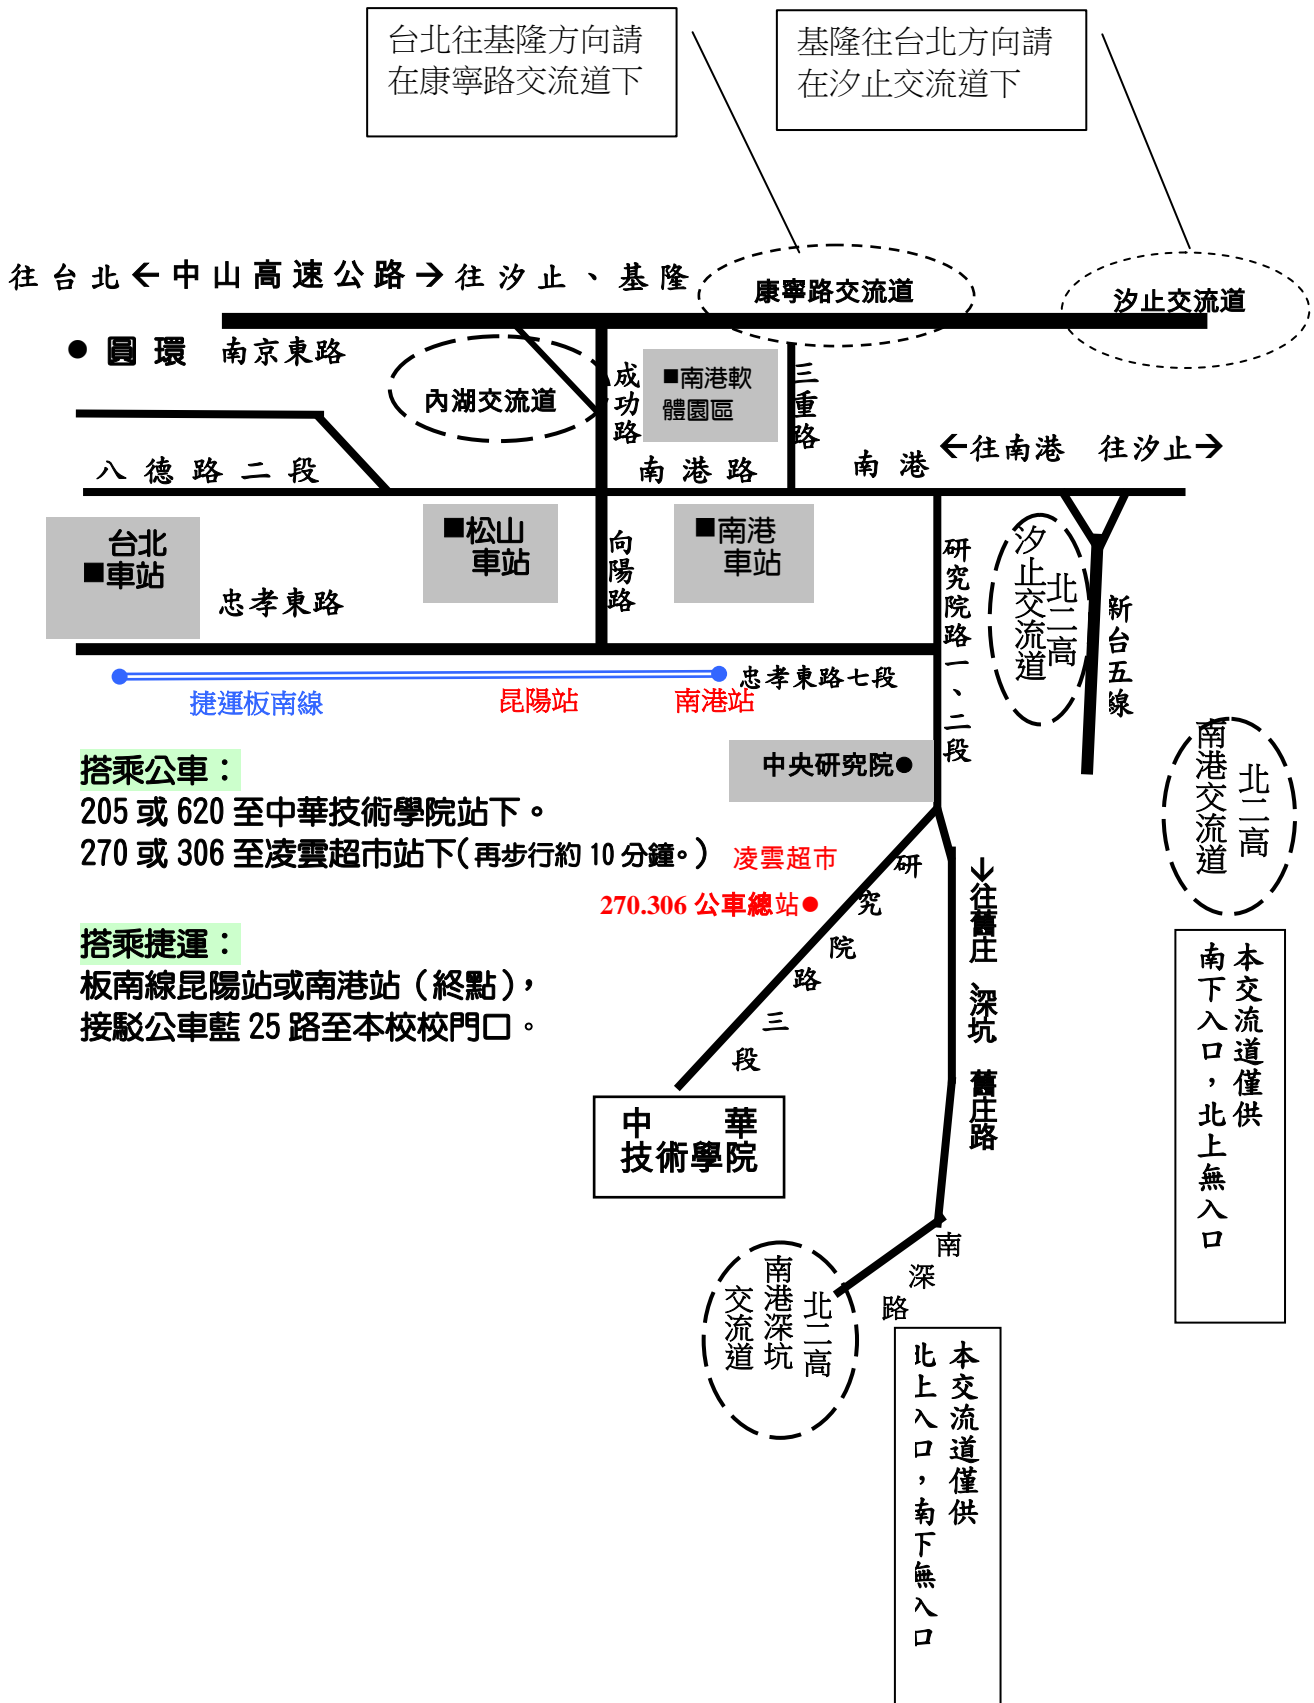 台北往基隆方向請
在康寧路交流道下
基隆往台北方向請
在汐止交流道下
往台北←中山高速公路→往汐止、基隆
康寧路交流道
汐止交流道
● 圓環 南京東路
內湖交流道
成功路
■南港軟
體園區
三重路
八德路二段
南港路
南港
←往南港 往汐止→
台北
■車站
■松山
車站
向陽路
■南港
車站
忠孝東路
研究院路一、二段
北二高
汐止交流道
新台五線
忠孝東路七段
捷運板南線
昆陽站
南港站
中央研究院●
北二高
南港交流道
搭乘公車：
205 或 620 至中華技術學院站下。
270 或 306 至凌雲超市站下(再步行約 10 分鐘。)
凌雲超市
270.306 公車總站●
搭乘捷運：
板南線昆陽站或南港站（終點），
接駁公車藍 25 路至本校校門口。
研究院路三段
→往舊庄、深坑 舊庄路
本交流道僅供
南下入口，北上無入口
中 華
技術學院
南深路
北二高
南港深坑
交流道
本交流道僅供
北上入口，南下無入口